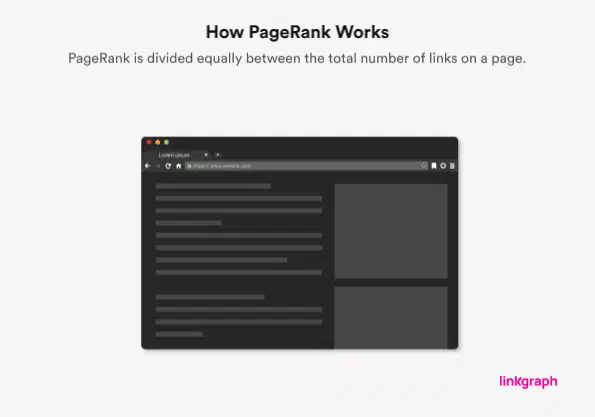 How PageRank Works
PageRank is divided equally between the total number of links on a page.
Lorem Ipsum
https://www.website.com
linkgraph